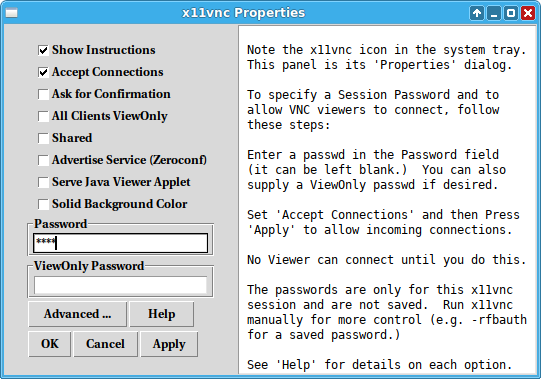 x11vnc Properties
Show Instructions
Accept Connections
Ask for Confirmation
All Clients ViewOnly
Shared
Advertise Service (Zeroconf)
Serve Java Viewer Applet
Solid Background Color
Password
****
ViewOnly Password
Advanced ... Help
OK Cancel Apply
Note the x11vnc icon in the system tray.
This panel is its 'Properties' dialog.
To specify a Session Password and to
allow VNC viewers to connect, follow
these steps:
Enter a passwd in the Password field
(it can be left blank.) You can also
supply a ViewOnly passwd if desired.
Set 'Accept Connections' and then Press
'Apply' to allow incoming connections.
No Viewer can connect until you do this.
The passwords are only for this x11vnc
session and are not saved. Run x11vnc
manually for more control (e.g. -rfbauth
for a saved password.)
See 'Help' for details on each option.